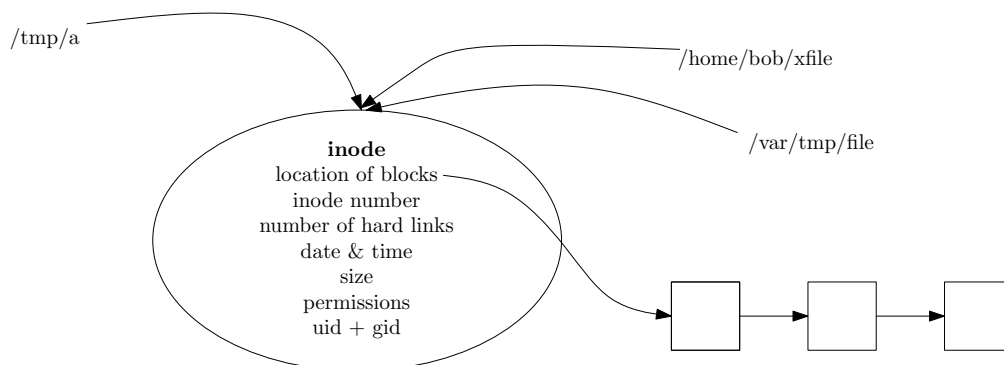 /tmp/a
/home/bob/xfile
/var/tmp/file
inode
location of blocks
inode number
number of hard links
date & time
size
permissions
uid + gid